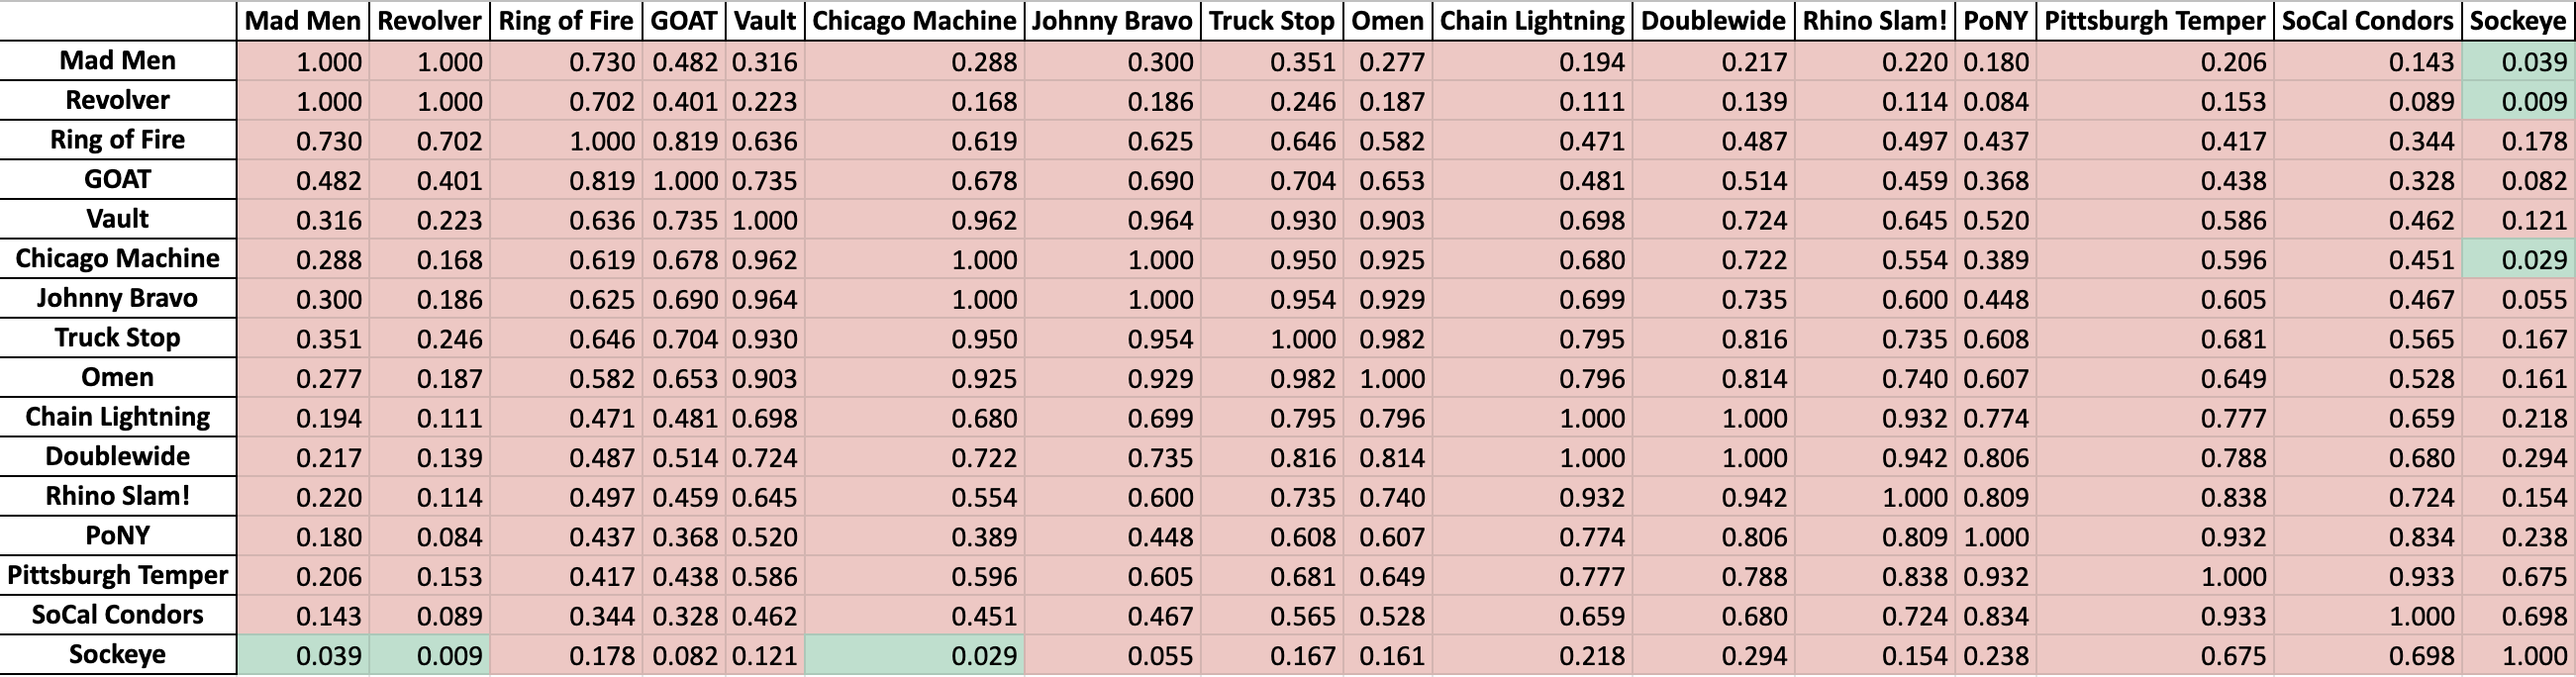 Mad Men Revolver Ring of Fire GOAT Vault Chicago Machine Johnny Bravo Truck Stop Omen Chain Lightning Doublewide Rhino Slam! PoNY Pittsburgh Temper SoCal Condors Sockeye
Mad Men 1.000 1.000 0.730 0.482 0.316 0.288 0.300 0.351 0.277 0.194 0.217 0.220 0.180 0.206 0.143 0.039
Revolver 1.000 1.000 0.702 0.401 0.223 0.168 0.186 0.246 0.187 0.111 0.139 0.114 0.084 0.153 0.089 0.009
Ring of Fire 0.730 0.702 1.000 0.819 0.636 0.619 0.625 0.646 0.582 0.471 0.487 0.497 0.437 0.417 0.344 0.178
GOAT 0.482 0.401 0.819 1.000 0.735 0.678 0.690 0.704 0.653 0.481 0.514 0.459 0.368 0.438 0.328 0.082
Vault 0.316 0.223 0.636 0.735 1.000 0.962 0.964 0.930 0.903 0.698 0.724 0.645 0.520 0.586 0.462 0.121
Chicago Machine 0.288 0.168 0.619 0.678 0.962 1.000 1.000 0.950 0.925 0.680 0.722 0.554 0.389 0.596 0.451 0.029
Johnny Bravo 0.300 0.186 0.625 0.690 0.964 1.000 1.000 0.954 0.929 0.699 0.735 0.600 0.448 0.605 0.467 0.055
Truck Stop 0.351 0.246 0.646 0.704 0.930 0.950 0.954 1.000 0.982 0.795 0.816 0.735 0.608 0.681 0.565 0.167
Omen 0.277 0.187 0.582 0.653 0.903 0.925 0.929 0.982 1.000 0.796 0.814 0.740 0.607 0.649 0.528 0.161
Chain Lightning 0.194 0.111 0.471 0.481 0.698 0.680 0.699 0.795 0.796 1.000 1.000 0.932 0.774 0.777 0.659 0.218
Doublewide 0.217 0.139 0.487 0.514 0.724 0.722 0.735 0.816 0.814 1.000 1.000 0.942 0.806 0.788 0.680 0.294
Rhino Slam! 0.220 0.114 0.497 0.459 0.645 0.554 0.600 0.735 0.740 0.932 0.942 1.000 0.809 0.838 0.724 0.154
PoNY 0.180 0.084 0.437 0.368 0.520 0.389 0.448 0.608 0.607 0.774 0.806 0.809 1.000 0.932 0.834 0.238
Pittsburgh Temper 0.206 0.153 0.417 0.438 0.586 0.596 0.605 0.681 0.649 0.777 0.788 0.838 0.932 1.000 0.933 0.675
SoCal Condors 0.143 0.089 0.344 0.328 0.462 0.451 0.467 0.565 0.528 0.659 0.680 0.724 0.834 0.933 1.000 0.698
Sockeye 0.039 0.009 0.178 0.082 0.121 0.029 0.055 0.167 0.161 0.218 0.294 0.154 0.238 0.675 0.698 1.000